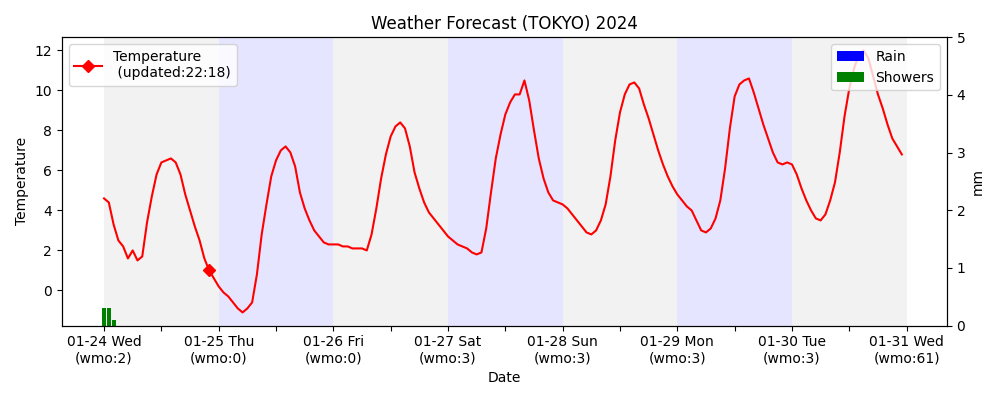 Weather Forecast (TOKYO) 2024
Temperature
(updated:22:18)
Rain
Showers
12
10
8
6
4
2
0
Temperature
5
4
3
2
1
0
mm
01-24 Wed
(wmo:2)
01-25 Thu
(wmo:0)
01-26 Fri
(wmo:0)
01-27 Sat
(wmo:3)
01-28 Sun
(wmo:3)
01-29 Mon
(wmo:3)
01-30 Tue
(wmo:3)
01-31 Wed
(wmo:61)
Date